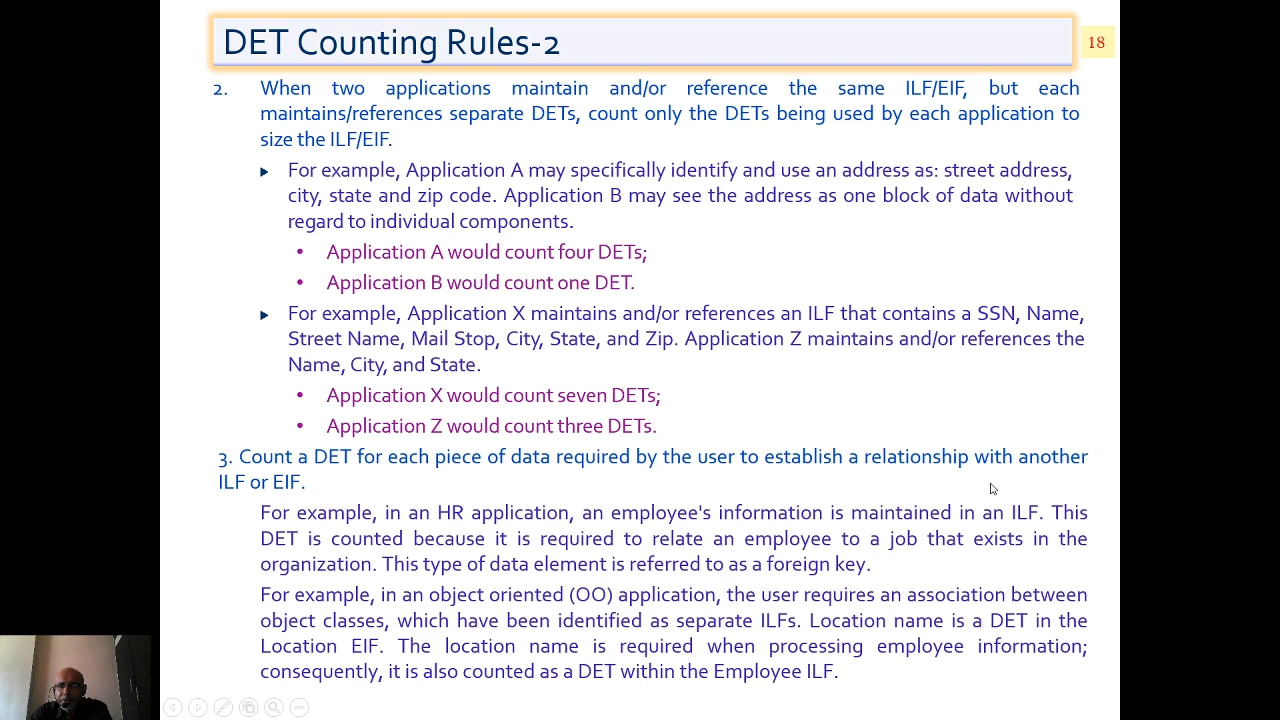 DET Counting Rules-2
18
2. When two applications maintain and/or reference the same ILF/EIF, but each
maintains/references separate DETs, count only the DETs being used by each application to
size the ILF/EIF.
For example, Application A may specifically identify and use an address as: street address,
city, state and zip code. Application B may see the address as one block of data without
regard to individual components.
• Application A would count four DETs;
• Application B would count one DET.
For example, Application X maintains and/or references an ILF that contains a SSN, Name,
Street Name, Mail Stop, City, State, and Zip. Application Z maintains and/or references the
Name, City, and State.
• Application X would count seven DETs;
• Application Z would count three DETs.
3. Count a DET for each piece of data required by the user to establish a relationship with another
ILF or EIF.
For example, in an HR application, an employee's information is maintained in an ILF. This
DET is counted because it is required to relate an employee to a job that exists in the
organization. This type of data element is referred to as a foreign key.
For example, in an object oriented (OO) application, the user requires an association between
object classes, which have been identified as separate ILFs. Location name is a DET in the
Location EIF. The location name is required when processing employee information;
consequently, it is also counted as a DET within the Employee ILF.